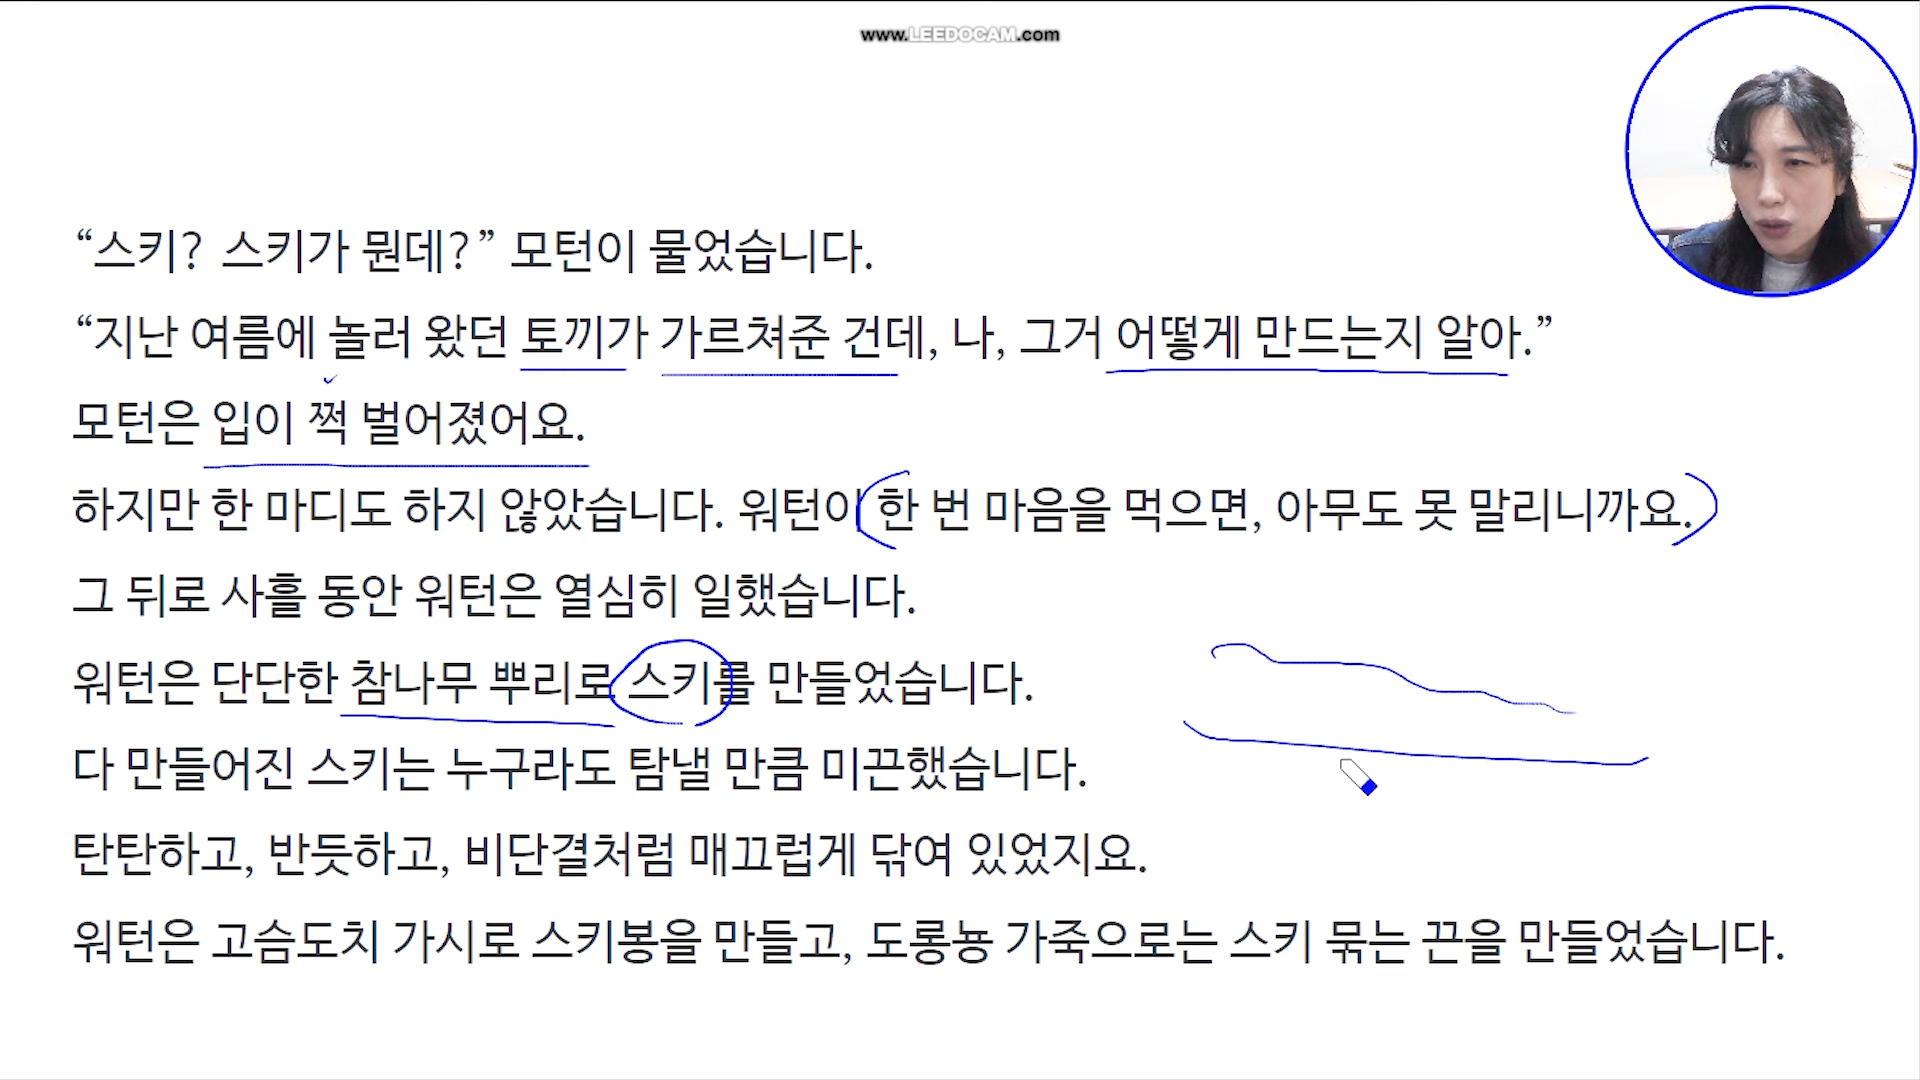 www.LEEDOCAM.com
“스키? 스키가 뭔데?” 모턴이 물었습니다.
“지난 여름에 놀러 왔던 토끼가 가르쳐준 건데, 나, 그거 어떻게 만드는지 알아.”
모턴은 입이 쩍 벌어졌어요.
하지만 한 마디도 하지 않았습니다. 워턴이 한 번 마음을 먹으면, 아무도 못 말리니까요.
그 뒤로 사흘 동안 워턴은 열심히 일했습니다.
워턴은 단단한 참나무 뿌리로 스키를 만들었습니다.
다 만들어진 스키는 누구라도 탐낼 만큼 미끈했습니다.
탄탄하고, 반듯하고, 비단결처럼 매끄럽게 닦여 있었지요.
워턴은 고슴도치 가시로 스키봉을 만들고, 도롱뇽 가죽으로는 스키 묶는 끈을 만들었습니다.